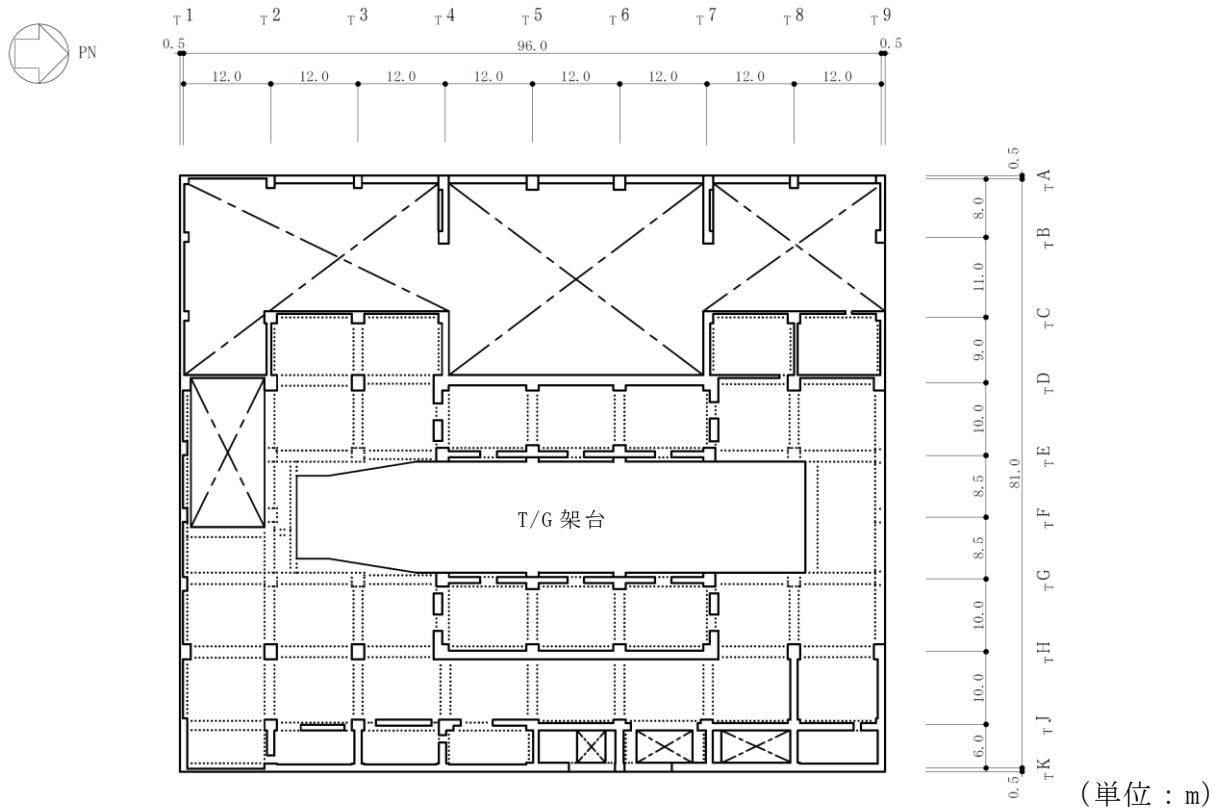 T1 T2 T3 T4 T5 T6 T7 T8 T9
PN
0.5 96.0 0.5
12.0 12.0 12.0 12.0 12.0 12.0 12.0 12.0
0.5
TA
8.0
TB
11.0
TC
9.0
TD
10.0
TE
8.5
81.0
TF
8.5
TG
10.0
TH
10.0
TJ
6.0
TK
0.5
T/G 架台
(単位：m)